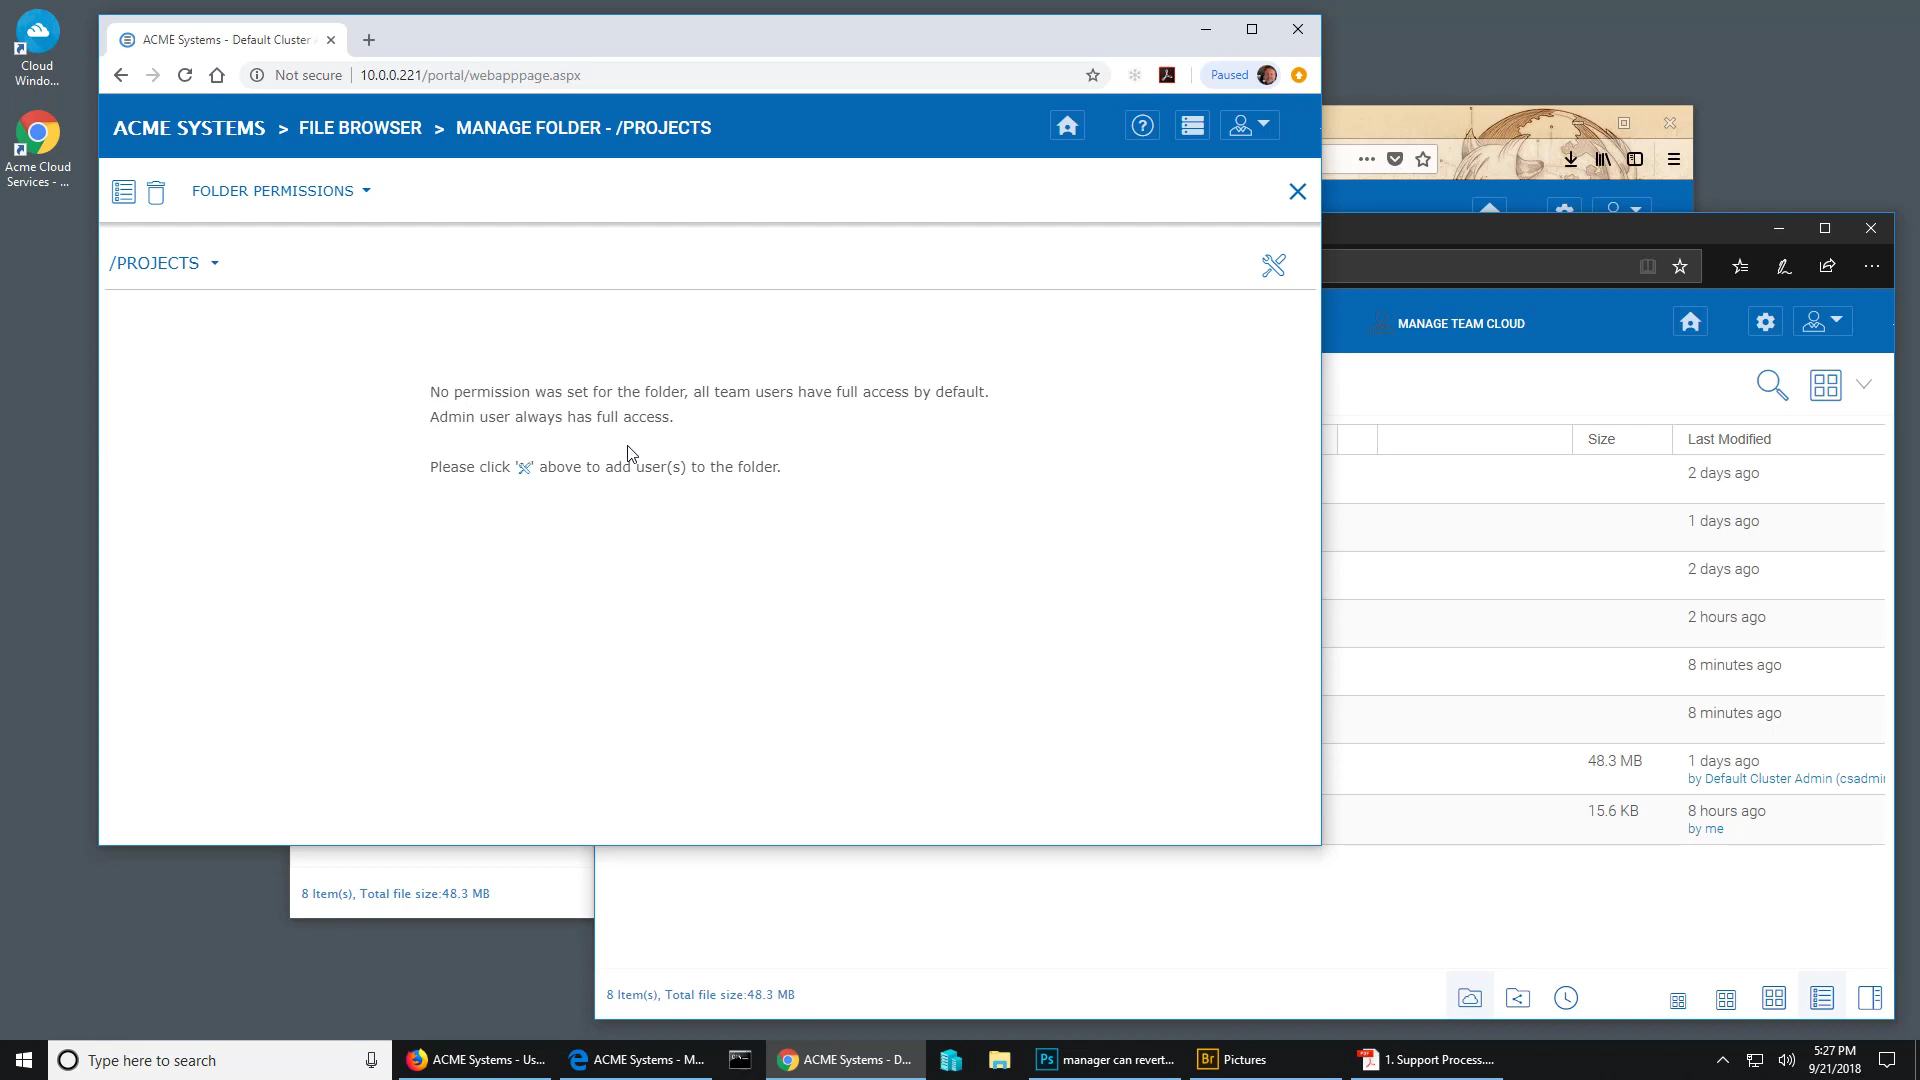 Cloud
Windo...
Acme Cloud
Services - ...
ACME Systems - Default Cluster
Not secure
10.0.0.221/portal/webapppage.aspx
Paused
ACME SYSTEMS > FILE BROWSER > MANAGE FOLDER - /PROJECTS
FOLDER PERMISSIONS
/PROJECTS
No permission was set for the folder, all team users have full access by default.
Admin user always has full access.
Please click '' above to add user(s) to the folder.
MANAGE TEAM CLOUD
Size
Last Modified
2 days ago
1 days ago
2 days ago
2 hours ago
8 minutes ago
8 minutes ago
48.3 MB
1 days ago
by Default Cluster Admin (csadmin
15.6 KB
8 hours ago
by me
8 Item(s), Total file size:48.3 MB
8 Item(s), Total file size:48.3 MB
Type here to search
ACME Systems - Us...
ACME Systems - M...
ACME Systems - D...
Ps
manager can revert...
Br
Pictures
1. Support Process....
5:27 PM
9/21/2018